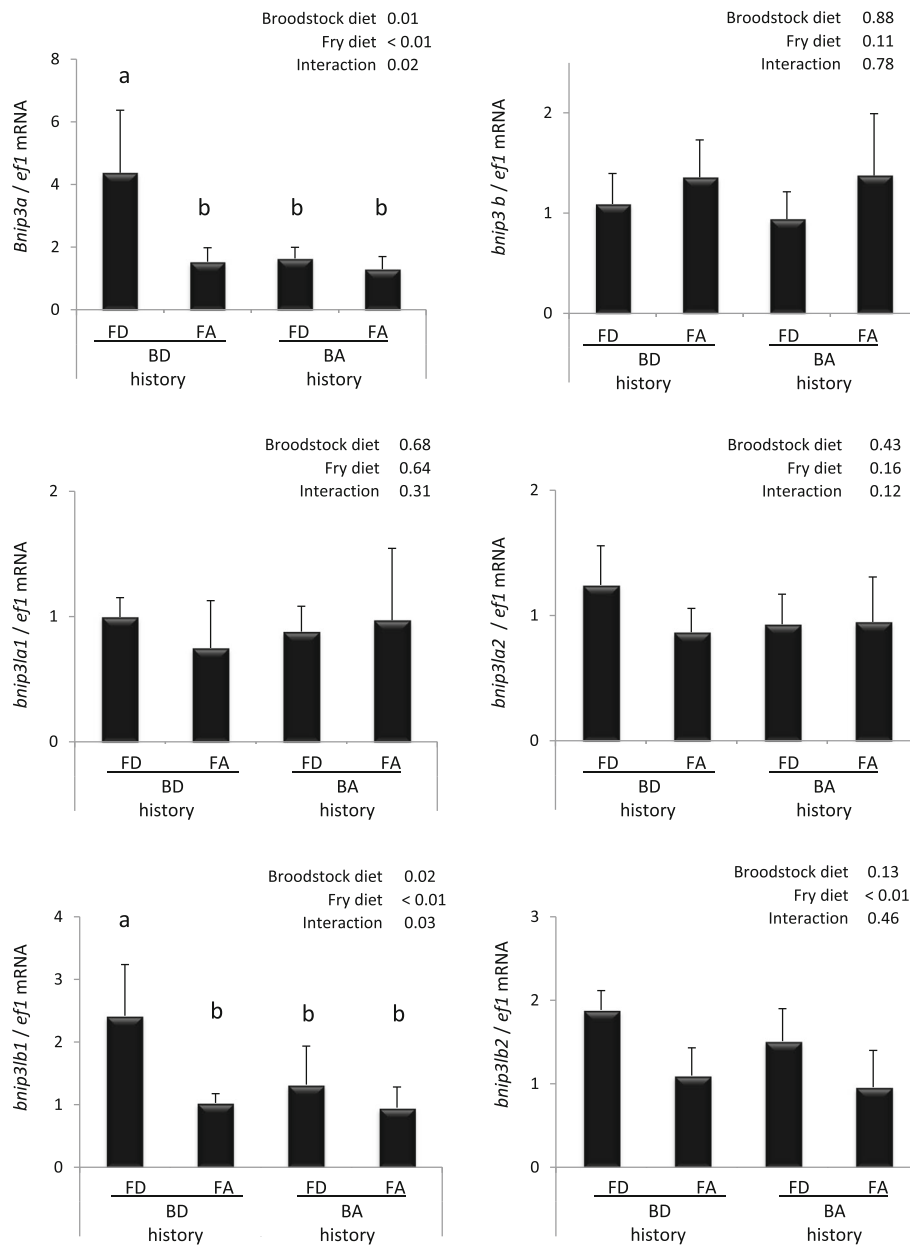 Broodstock diet 0.01
Fry diet < 0.01
Interaction 0.02
Bnip3a / ef1 mRNA
8
6
4
2
0
a
b
b
b
FD FA FD FA
BD BA
history history
Broodstock diet 0.88
Fry diet 0.11
Interaction 0.78
bnip3 b / ef1 mRNA
2
1
0
FD FA FD FA
BD BA
history history
Broodstock diet 0.68
Fry diet 0.64
Interaction 0.31
bnip3la1 / ef1 mRNA
2
1
0
FD FA FD FA
BD BA
history history
Broodstock diet 0.43
Fry diet 0.16
Interaction 0.12
bnip3la2 / ef1 mRNA
2
1
0
FD FA FD FA
BD BA
history history
Broodstock diet 0.02
Fry diet < 0.01
Interaction 0.03
bnip3lb1 / ef1 mRNA
4
3
2
1
0
a
b
b
b
FD FA FD FA
BD BA
history history
Broodstock diet 0.13
Fry diet < 0.01
Interaction 0.46
bnip3lb2 / ef1 mRNA
3
2
1
0
FD FA FD FA
BD BA
history history